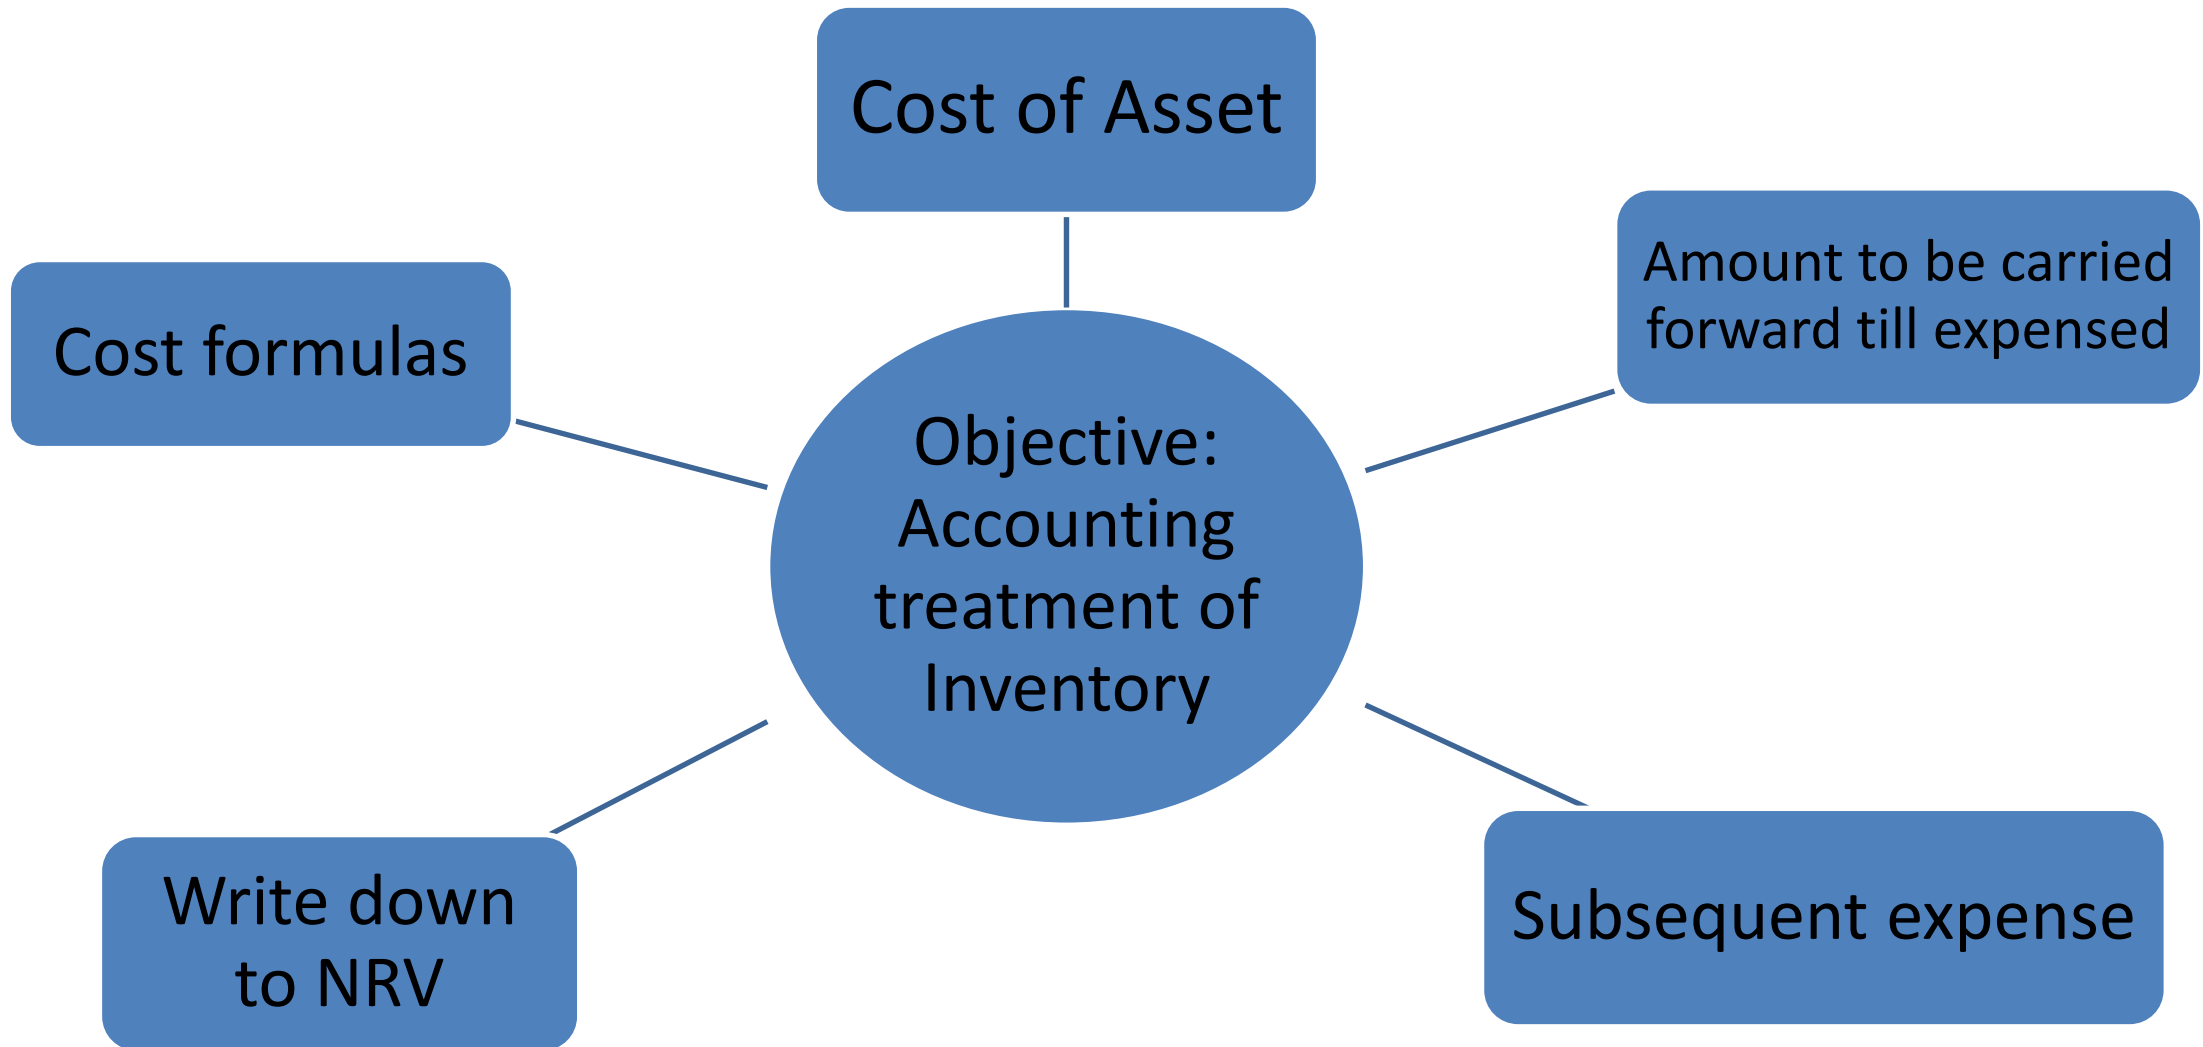 Cost of Asset
Amount to be carried
forward till expensed
Cost formulas
Objective:
Accounting
treatment of
Inventory
Write down
to NRV
Subsequent expense